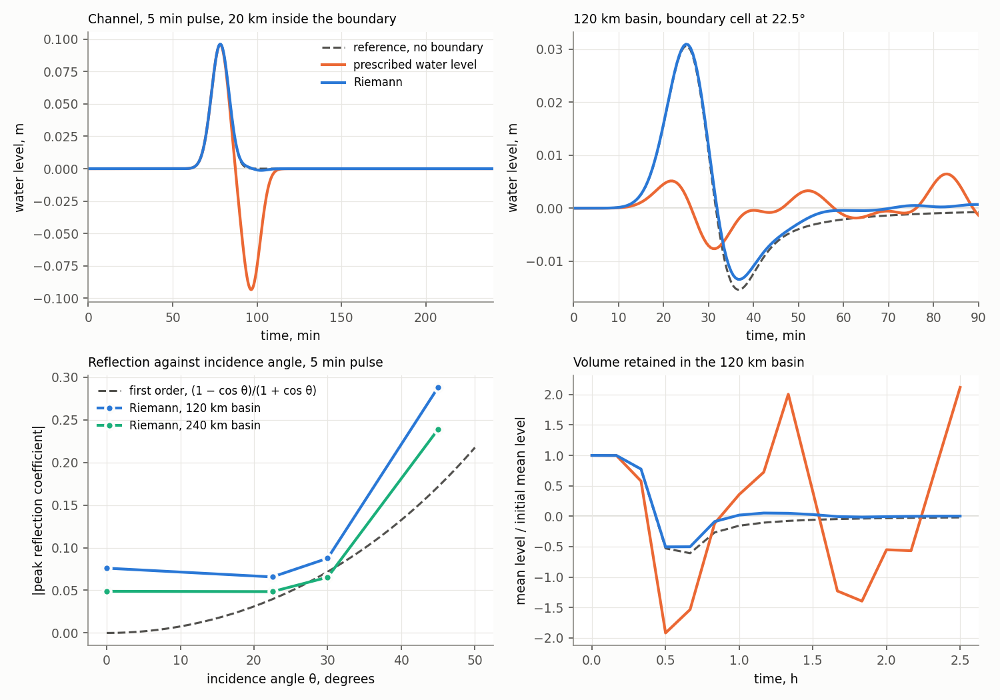 Channel, 5 min pulse, 20 km inside the boundary
0.100
0.075
0.050
0.025
0.000
−0.025
−0.050
−0.075
−0.100
water level, m
reference, no boundary
prescribed water level
Riemann
0 50 100 150 200
time, min
120 km basin, boundary cell at 22.5°
0.03
0.02
0.01
0.00
−0.01
water level, m
0 10 20 30 40 50 60 70 80 90
time, min
Reflection against incidence angle, 5 min pulse
0.30
0.25
0.20
0.15
0.10
0.05
0.00
|peak reflection coefficient|
first order, (1 − cos θ)/(1 + cos θ)
Riemann, 120 km basin
Riemann, 240 km basin
0 10 20 30 40 50
incidence angle θ, degrees
Volume retained in the 120 km basin
2.0
1.5
1.0
0.5
0.0
−0.5
−1.0
−1.5
−2.0
mean level / initial mean level
0.0 0.5 1.0 1.5 2.0 2.5
time, h